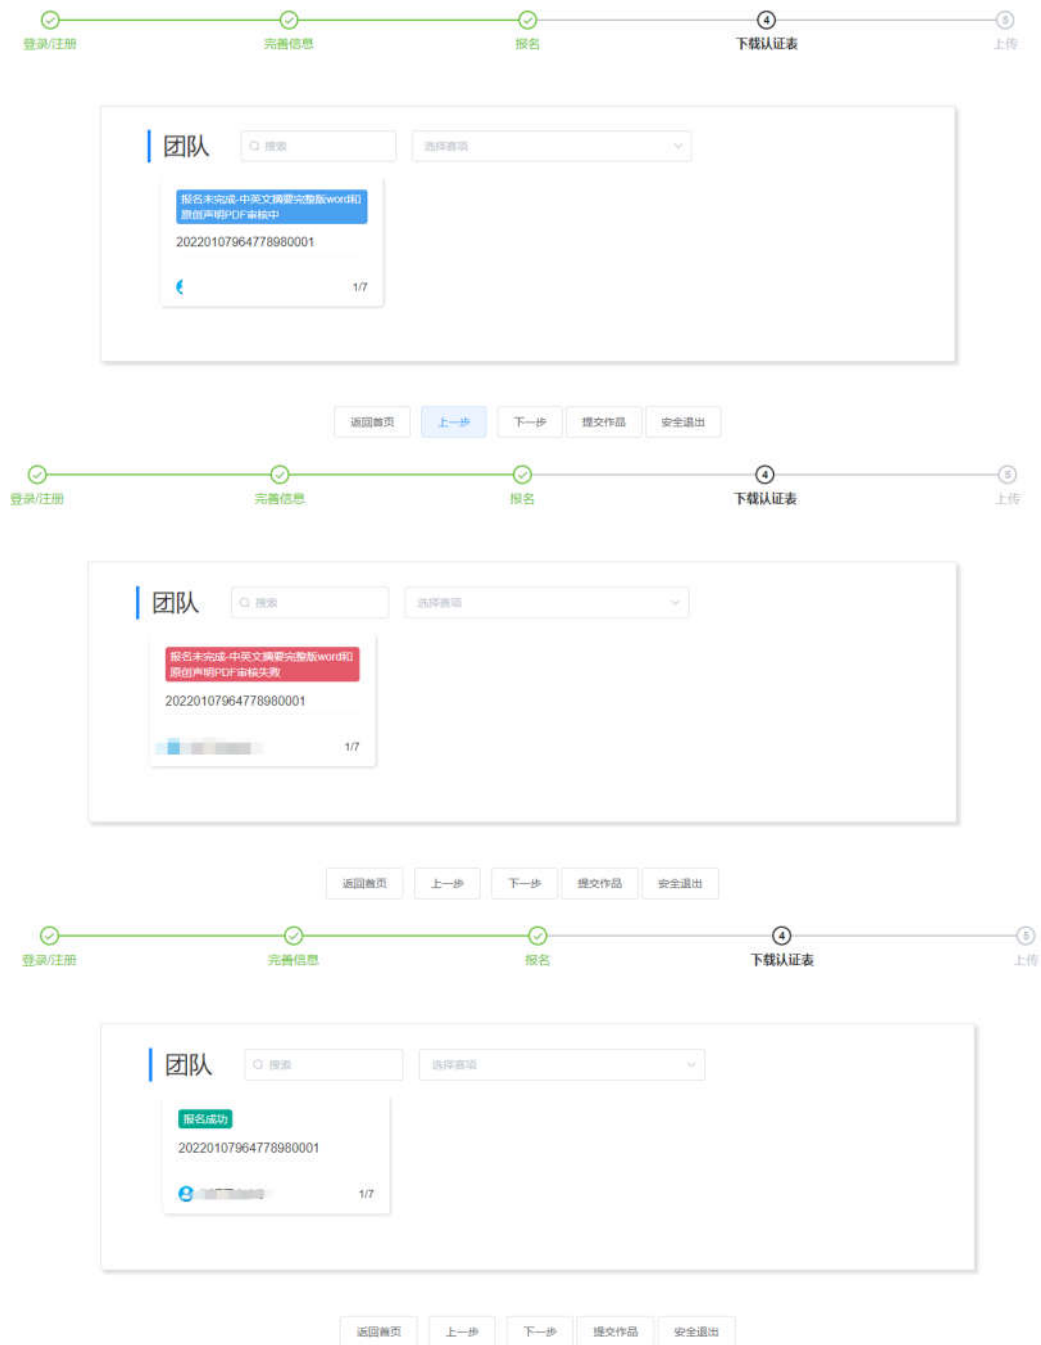 4 5
登录/注册 完善信息 报名 下载认证表 上传
团队 搜索 选择赛项
报名未完成-中英文摘要完整版word和
原创声明PDF审核中
20220107964778980001
1/7
返回首页 上一步 下一步 提交作品 安全退出
4 5
登录/注册 完善信息 报名 下载认证表 上传
团队 搜索 选择赛项
报名未完成-中英文摘要完整版word和
原创声明PDF审核失败
20220107964778980001
1/7
返回首页 上一步 下一步 提交作品 安全退出
4 5
登录/注册 完善信息 报名 下载认证表 上传
团队 搜索 选择赛项
报名成功
20220107964778980001
1/7
返回首页 上一步 下一步 提交作品 安全退出